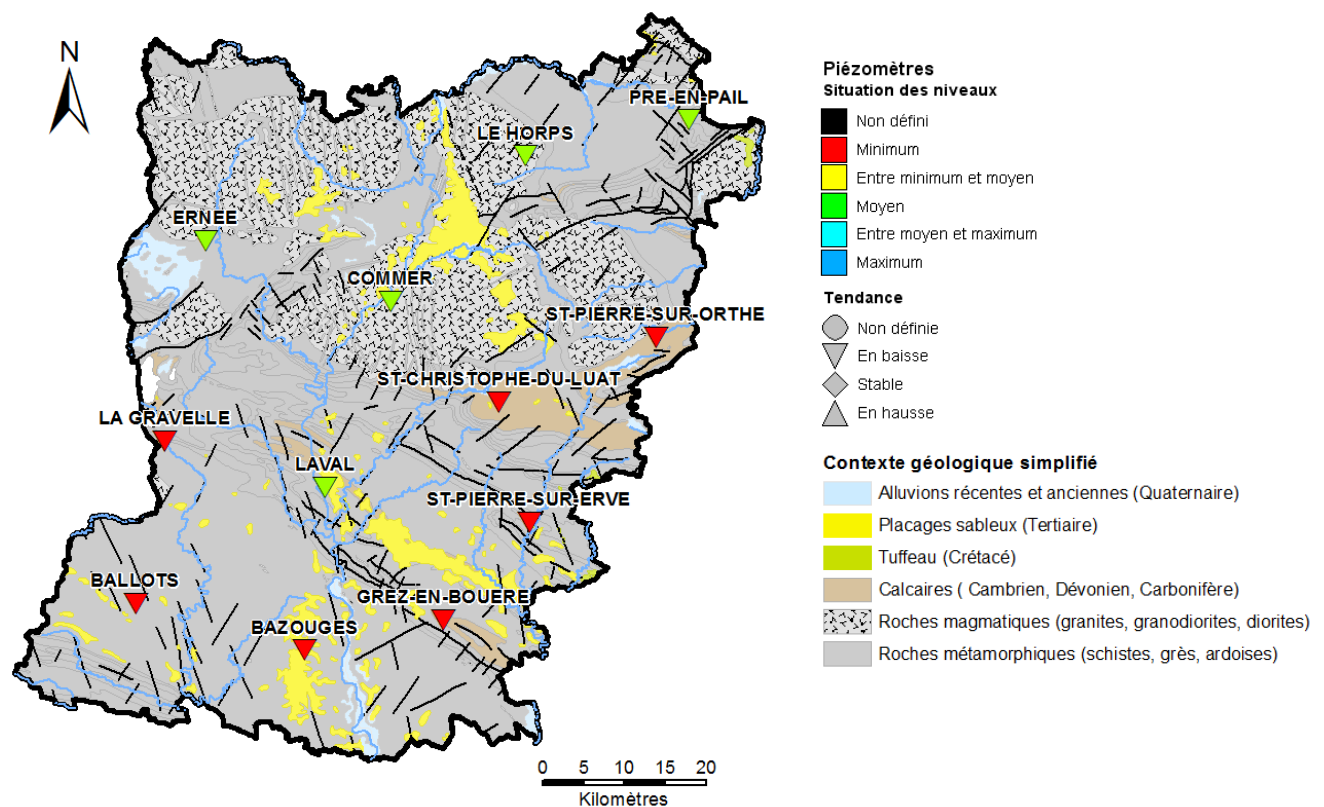 N
PRE-EN-PAIL
LE HORPS
ERNEE
COMMER
ST-PIERRE-SUR-ORTHE
ST-CHRISTOPHE-DU-LUAT
LA GRAVELLE
LAVAL
ST-PIERRE-SUR-ERVE
BALLOTS
GREZ-EN-BOUERE
BAZOUGES
0 5 10 15 20
Kilomètres
Piézomètres
Situation des niveaux
Non défini
Minimum
Entre minimum et moyen
Moyen
Entre moyen et maximum
Maximum
Tendance
Non définie
En baisse
Stable
En hausse
Contexte géologique simplifié
Alluvions récentes et anciennes (Quaternaire)
Placages sableux (Tertiaire)
Tuffeau (Crétacé)
Calcaires ( Cambrien, Dévonien, Carbonifère)
Roches magmatiques (granites, granodiorites, diorites)
Roches métamorphiques (schistes, grès, ardoises)